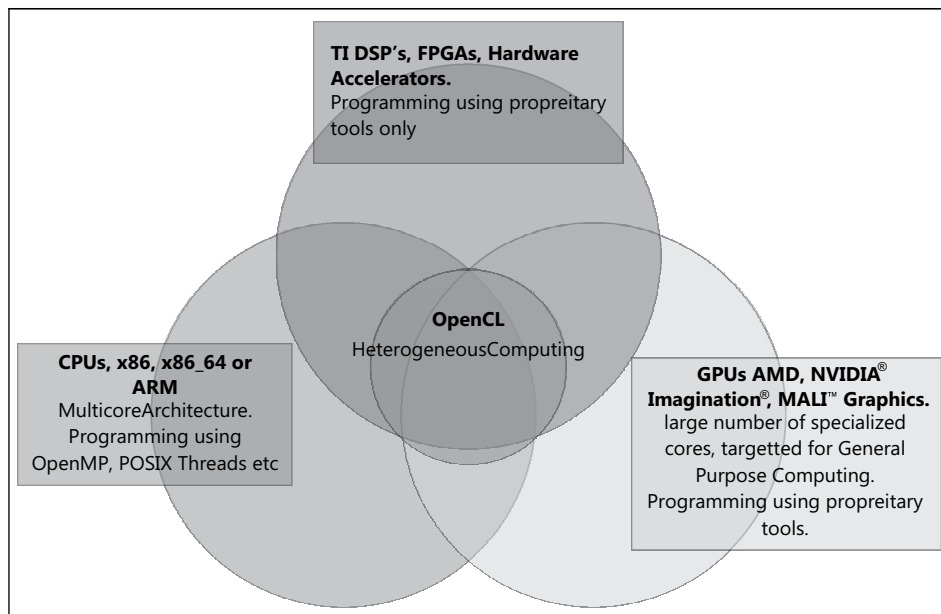 TI DSP's, FPGAs, Hardware
Accelerators.
Programming using propreitary
tools only
OpenCL
HeterogeneousComputing
CPUs, x86, x86_64 or
ARM
MulticoreArchitecture.
Programming using
OpenMP, POSIX Threads etc
GPUs AMD, NVIDIA®
Imagination®, MALI™ Graphics.
large number of specialized
cores, targetted for General
Purpose Computing.
Programming using propreitary
tools.